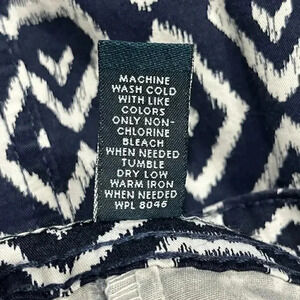 MACHINE
WASH COLD
WITH LIKE
COLORS
ONLY NON-
CHLORINE
BLEACH
WHEN NEEDED
TUMBLE
DRY LOW
WARM IRON
WHEN NEEDED
WPL 8046